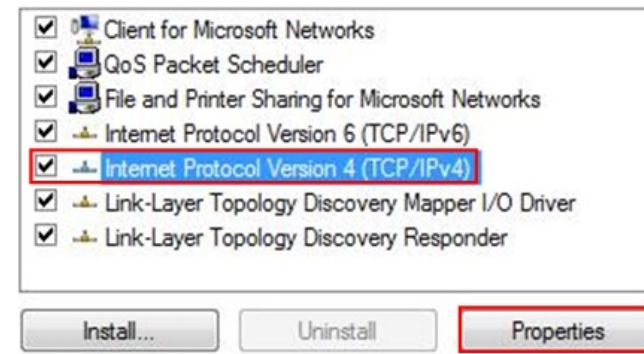 Client for Microsoft Networks
QoS Packet Scheduler
File and Printer Sharing for Microsoft Networks
Internet Protocol Version 6 (TCP/IPv6)
Internet Protocol Version 4 (TCP/IPv4)
Link-Layer Topology Discovery Mapper I/O Driver
Link-Layer Topology Discovery Responder
Install... Uninstall Properties